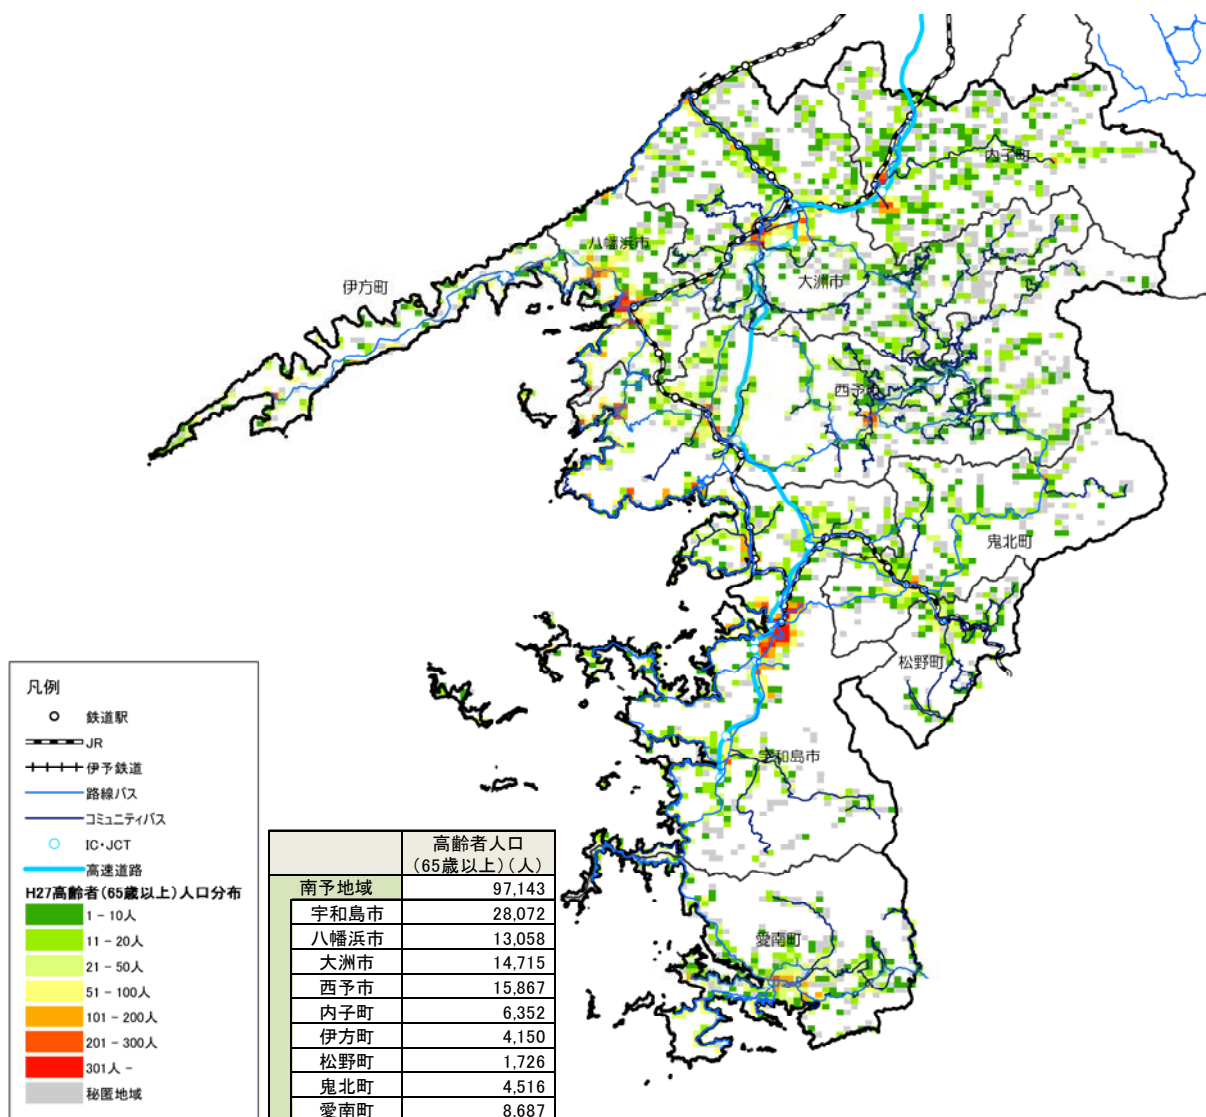 内子町
八幡浜市
大洲市
伊方町
西予
鬼北町
松野町
宇和島市
愛南町
凡例
鉄道駅
JR
伊予鉄道
路線バス
コミュニティバス
IC・JCT
高速道路
H27高齢者(65歳以上)人口分布
1 - 10人
11 - 20人
21 - 50人
51 - 100人
101 - 200人
201 - 300人
301人 -
秘匿地域
高齢者人口
(65歳以上)(人)
南予地域 97,143
宇和島市 28,072
八幡浜市 13,058
大洲市 14,715
西予市 15,867
内子町 6,352
伊方町 4,150
松野町 1,726
鬼北町 4,516
愛南町 8,687